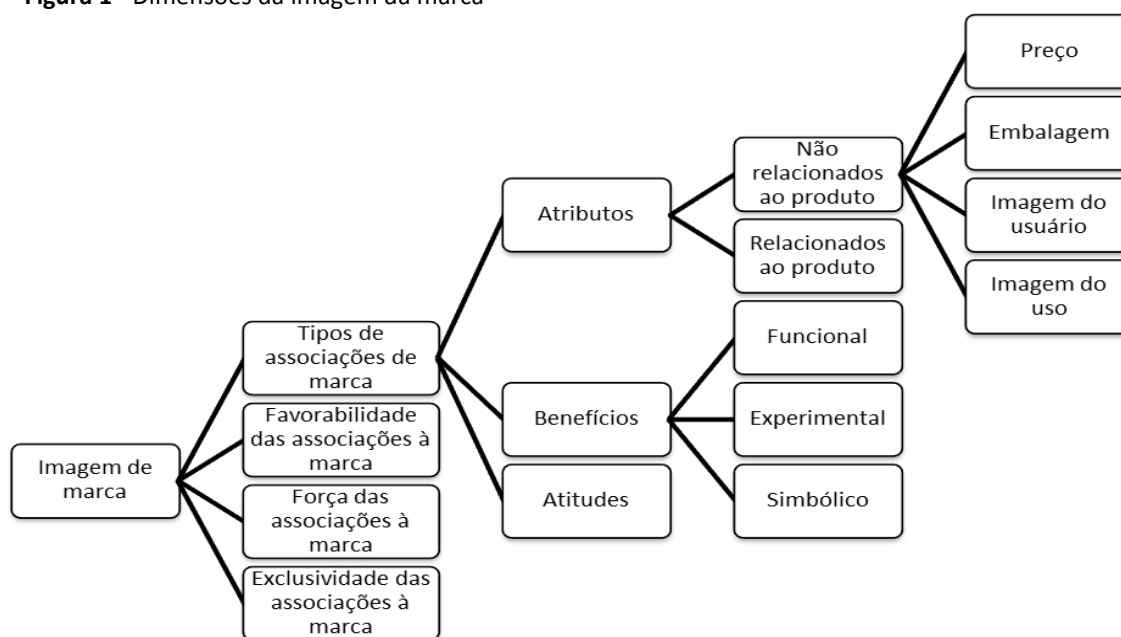 Figura 1 - Dimensões da imagem da marca
Preço
Embalagem
Imagem do
usuário
Imagem do
uso
Não
relacionados
ao produto
Relacionados
ao produto
Atributos
Funcional
Experimental
Simbólico
Benefícios
Atitudes
Tipos de
associações de
marca
Favorabilidade
das associações à
marca
Força das
associações à
marca
Exclusividade das
associações à
marca
Imagem de
marca